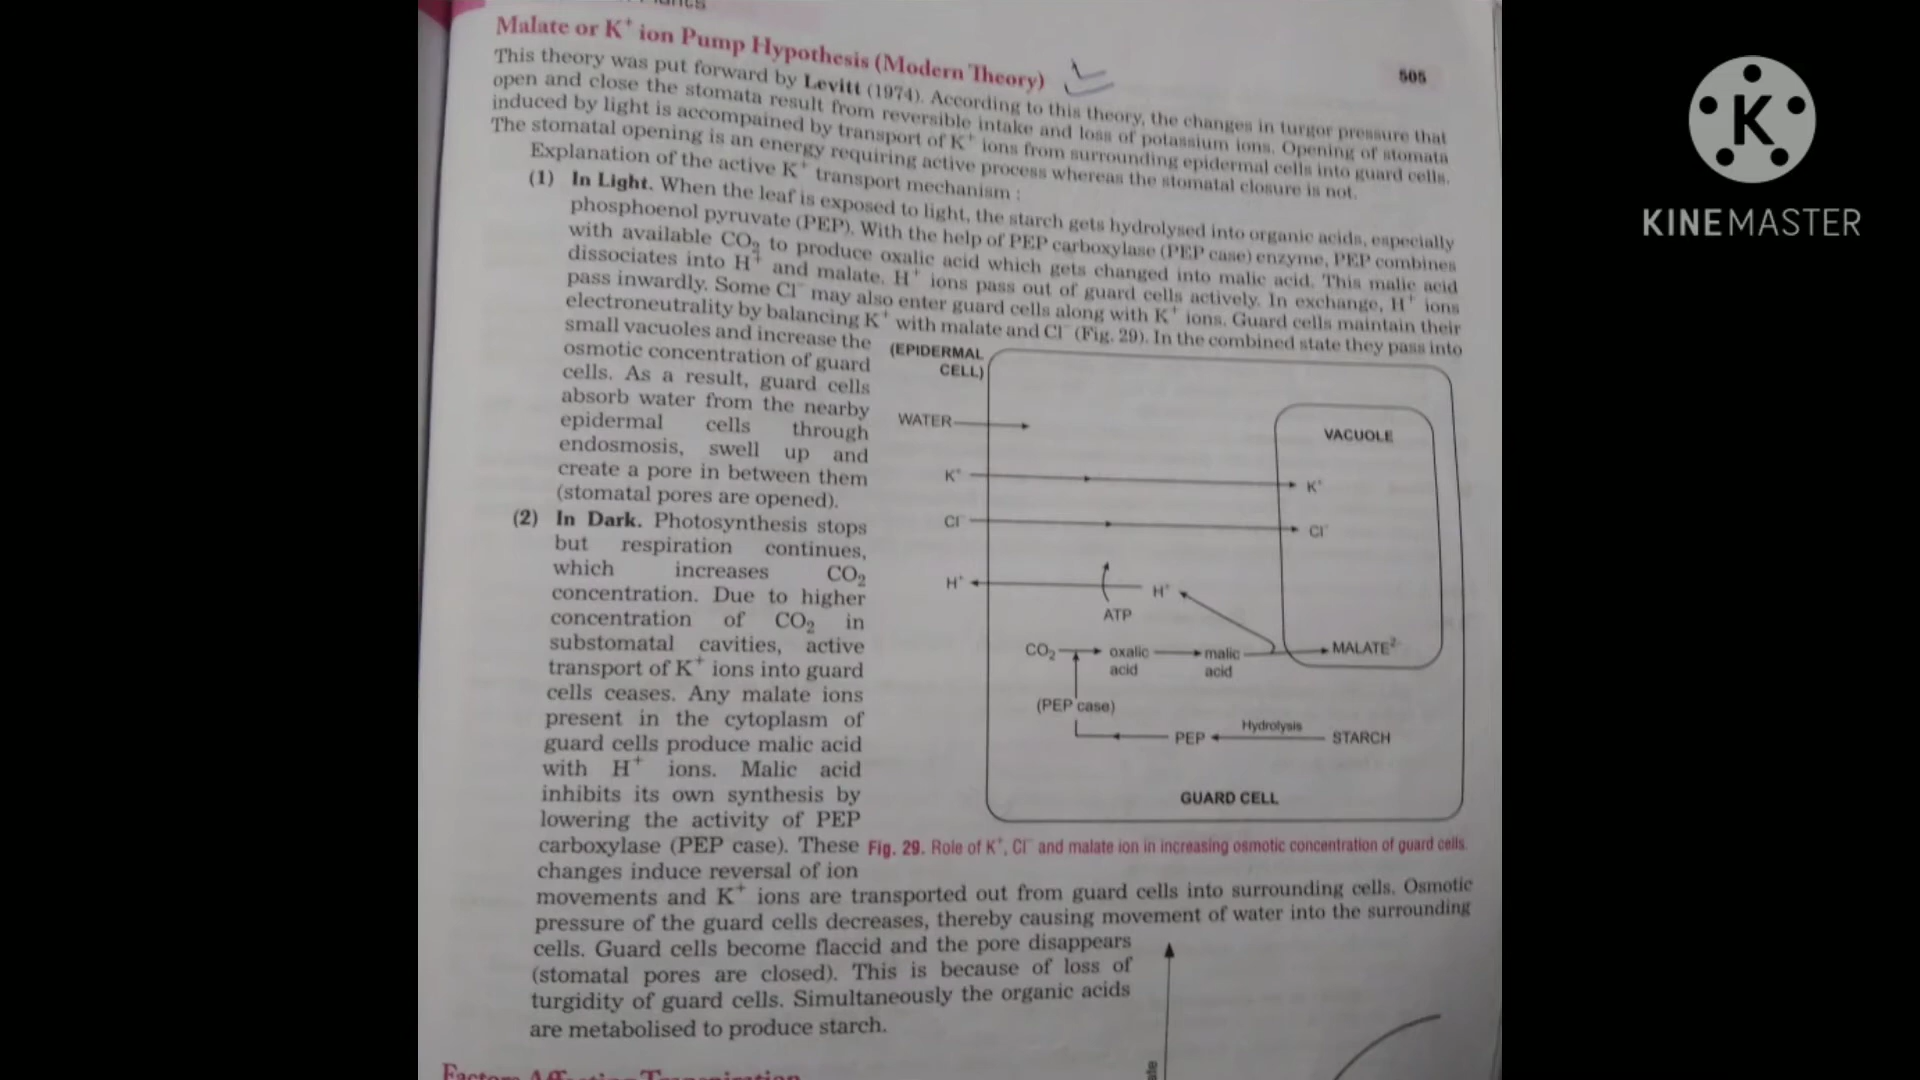 Malate or K⁺ ion Pump Hypothesis (Modern Theory)
505
This theory was put forward by Levitt (1974). According to this theory, the changes in turgor pressure that
open and close the stomata result from reversible intake and loss of potassium ions. Opening of stomata
induced by light is accompained by transport of K⁺ ions from surrounding epidermal cells into guard cells.
The stomatal opening is an energy requiring active process whereas the stomatal closure is not.
Explanation of the active K⁺ transport mechanism :
(1) In Light. When the leaf is exposed to light, the starch gets hydrolysed into organic acids, especially
phosphoenol pyruvate (PEP). With the help of PEP carboxylase (PEP case) enzyme, PEP combines
with available CO₂ to produce oxalic acid which gets changed into malic acid. This malic acid
dissociates into H⁺ and malate. H⁺ ions pass out of guard cells actively. In exchange, H⁺ ions
pass inwardly. Some Cl⁻ may also enter guard cells along with K⁺ ions. Guard cells maintain their
electroneutrality by balancing K⁺ with malate and Cl⁻ (Fig. 29). In the combined state they pass into
small vacuoles and increase the
osmotic concentration of guard
cells. As a result, guard cells
absorb water from the nearby
epidermal cells through
endosmosis, swell up and
create a pore in between them
(stomatal pores are opened).
(2) In Dark. Photosynthesis stops
but respiration continues,
which increases CO₂
concentration. Due to higher
concentration of CO₂ in
substomatal cavities, active
transport of K⁺ ions into guard
cells ceases. Any malate ions
present in the cytoplasm of
guard cells produce malic acid
with H⁺ ions. Malic acid
inhibits its own synthesis by
lowering the activity of PEP
carboxylase (PEP case). These
changes induce reversal of ion
movements and K⁺ ions are transported out from guard cells into surrounding cells. Osmotic
pressure of the guard cells decreases, thereby causing movement of water into the surrounding
cells. Guard cells become flaccid and the pore disappears
(stomatal pores are closed). This is because of loss of
turgidity of guard cells. Simultaneously the organic acids
are metabolised to produce starch.
(EPIDERMAL
CELL)
WATER
VACUOLE
K⁺ K⁺
Cl⁻ Cl⁻
H⁺ H⁺
ATP
CO₂ oxalic acid malic acid MALATE²⁻
(PEP case)
PEP Hydrolysis STARCH
GUARD CELL
Fig. 29. Role of K⁺, Cl⁻ and malate ion in increasing osmotic concentration of guard cells.
Factors Affecting Transpiration
K
KINEMASTER